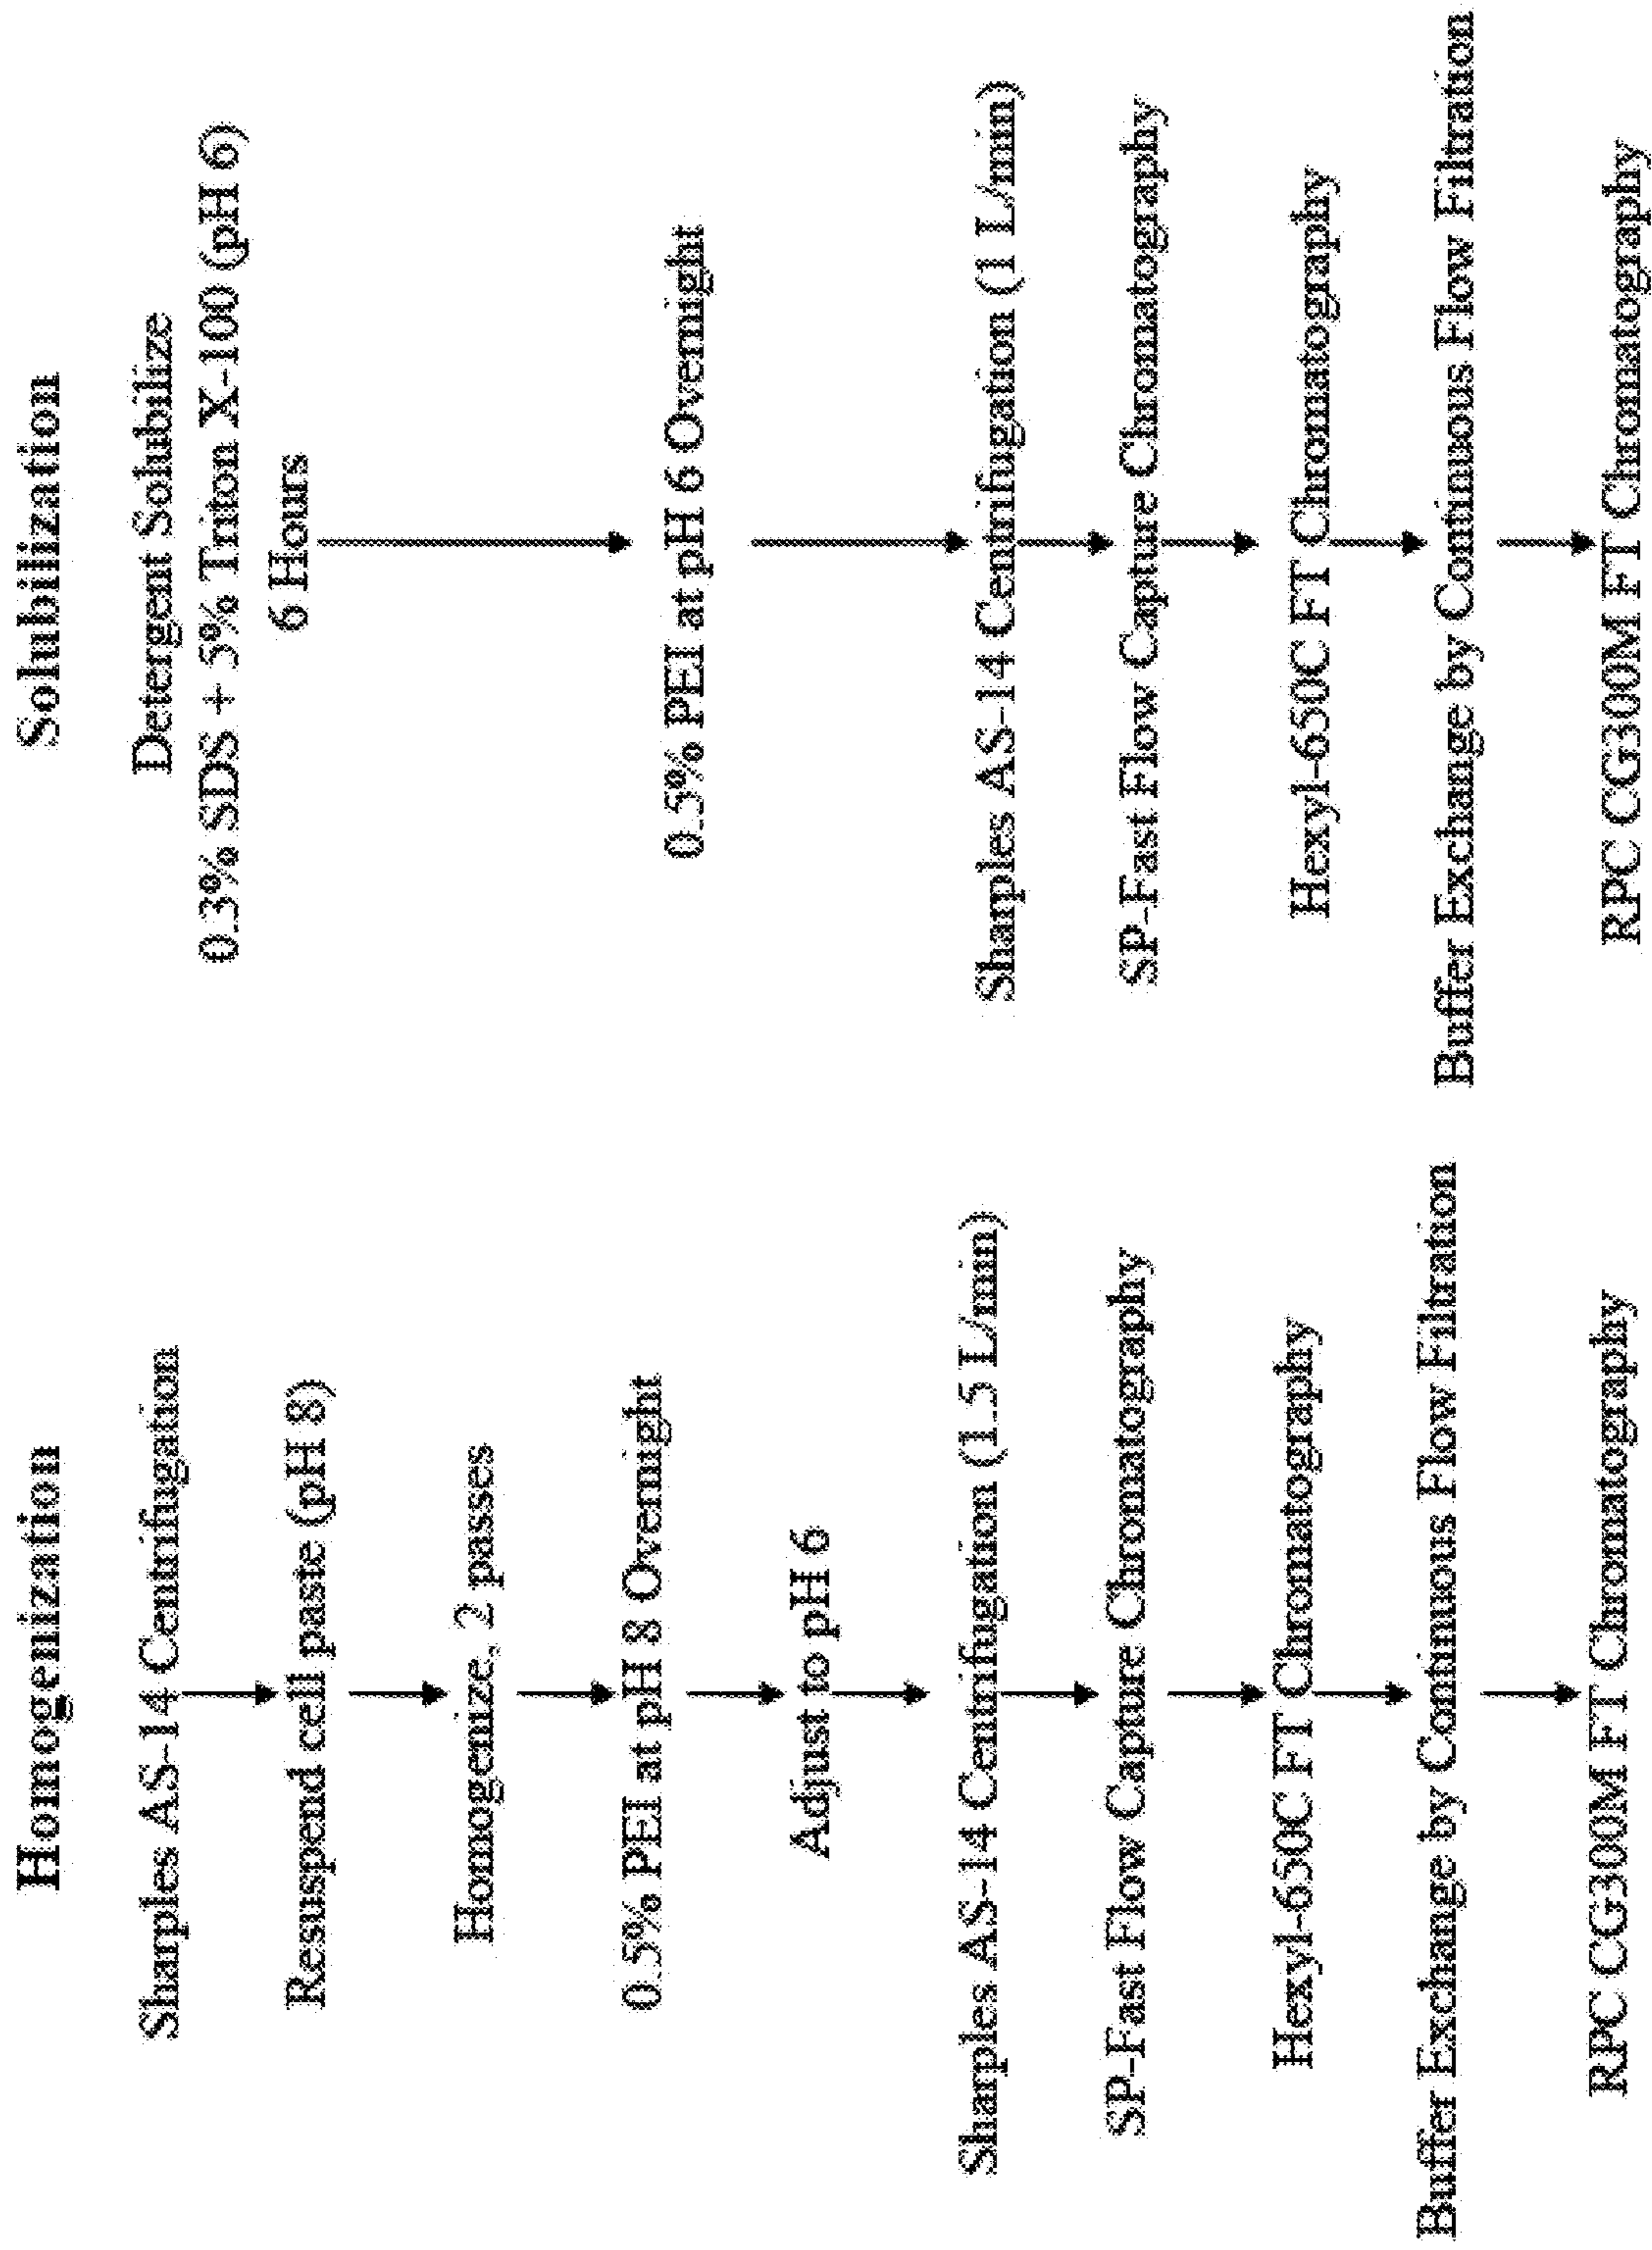 Homogenization
Sharples AS-14 Centrifugation
Resuspend cell paste (pH 8)
Homogenize, 2 passes
0.5% PEI at pH 8 Overnight
Adjust to pH 6
Sharples AS-14 Centrifugation (1.5 L/min)
SP-Fast Flow Capture Chromatography
Hexyl-650C FT Chromatography
Buffer Exchange by Continuous Flow Filtration
RPC CG300M FT Chromatography
Solubilization
Detergent Solubilize
0.3% SDS + 5% Triton X-100 (pH 6)
6 Hours
0.5% PEI at pH 6 Overnight
Sharples AS-14 Centrifugation (1 L/min)
SP-Fast Flow Capture Chromatography
Hexyl-650C FT Chromatography
Buffer Exchange by Continuous Flow Filtration
RPC CG300M FT Chromatography